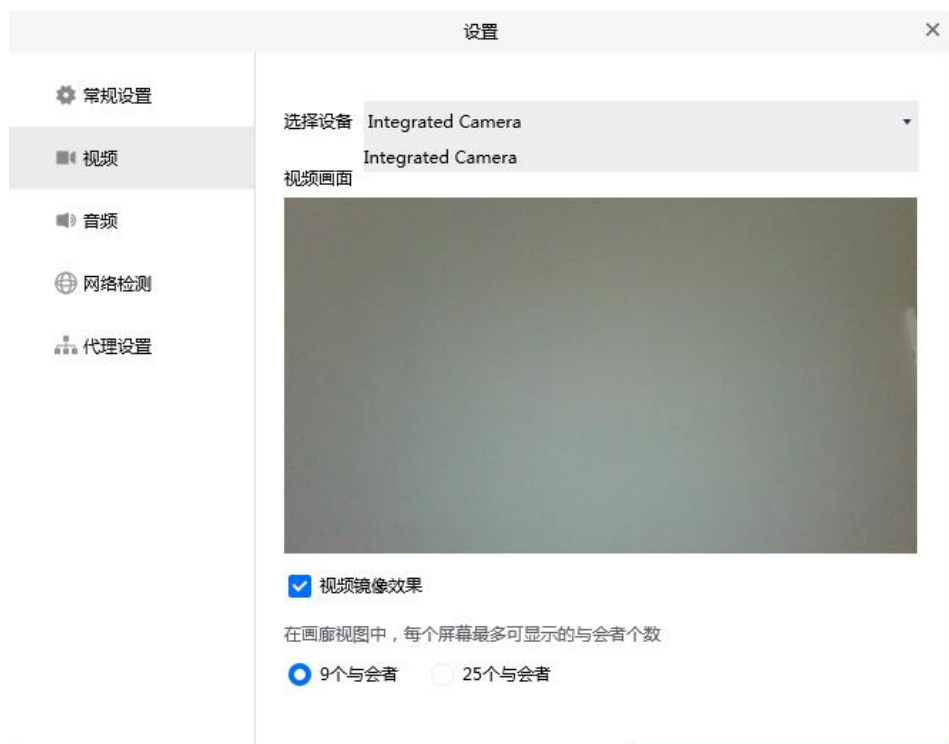 设置
常规设置
视频
音频
网络检测
代理设置
选择设备 Integrated Camera
Integrated Camera
视频画面
视频镜像效果
在画廊视图中，每个屏幕最多可显示的与会者个数
9个与会者 25个与会者